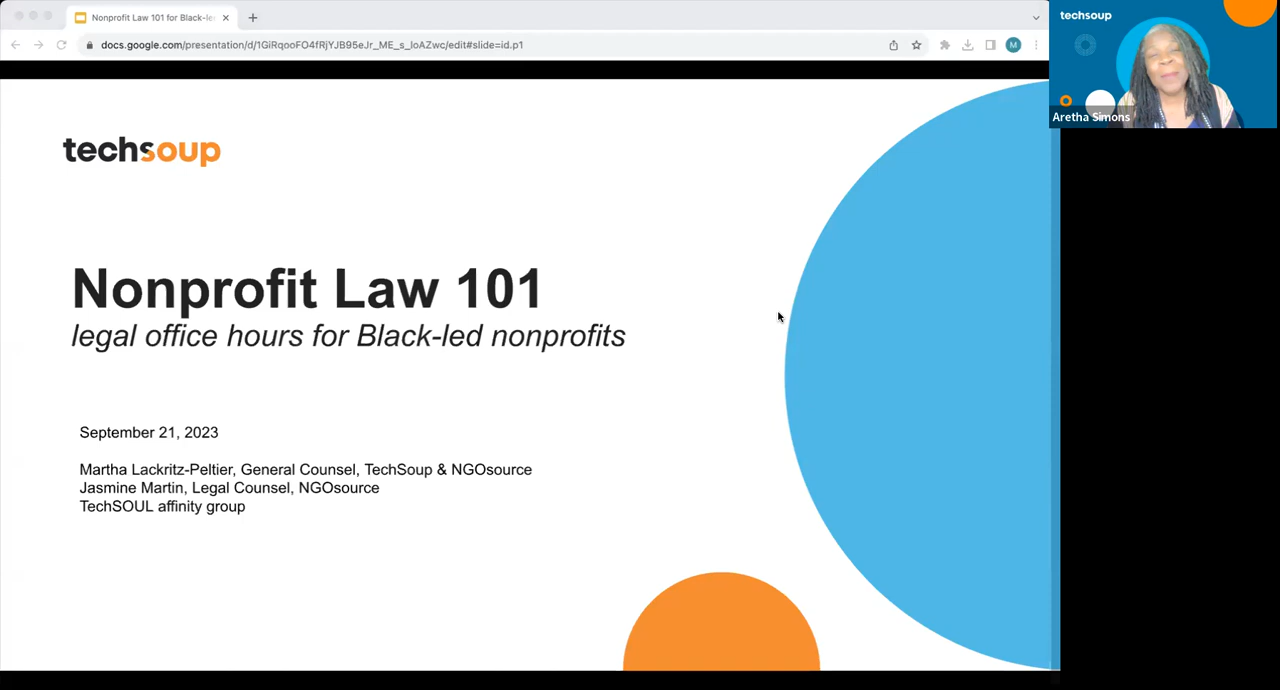 Nonprofit Law 101 for Black-le
docs.google.com/presentation/d/1GiRqooFO4fRjYJB95eJr_ME_s_loAZwc/edit#slide=id.p1
M
techsoup
Aretha Simons
techsoup
Nonprofit Law 101
legal office hours for Black-led nonprofits
September 21, 2023
Martha Lackritz-Peltier, General Counsel, TechSoup & NGOsource
Jasmine Martin, Legal Counsel, NGOsource
TechSOUL affinity group